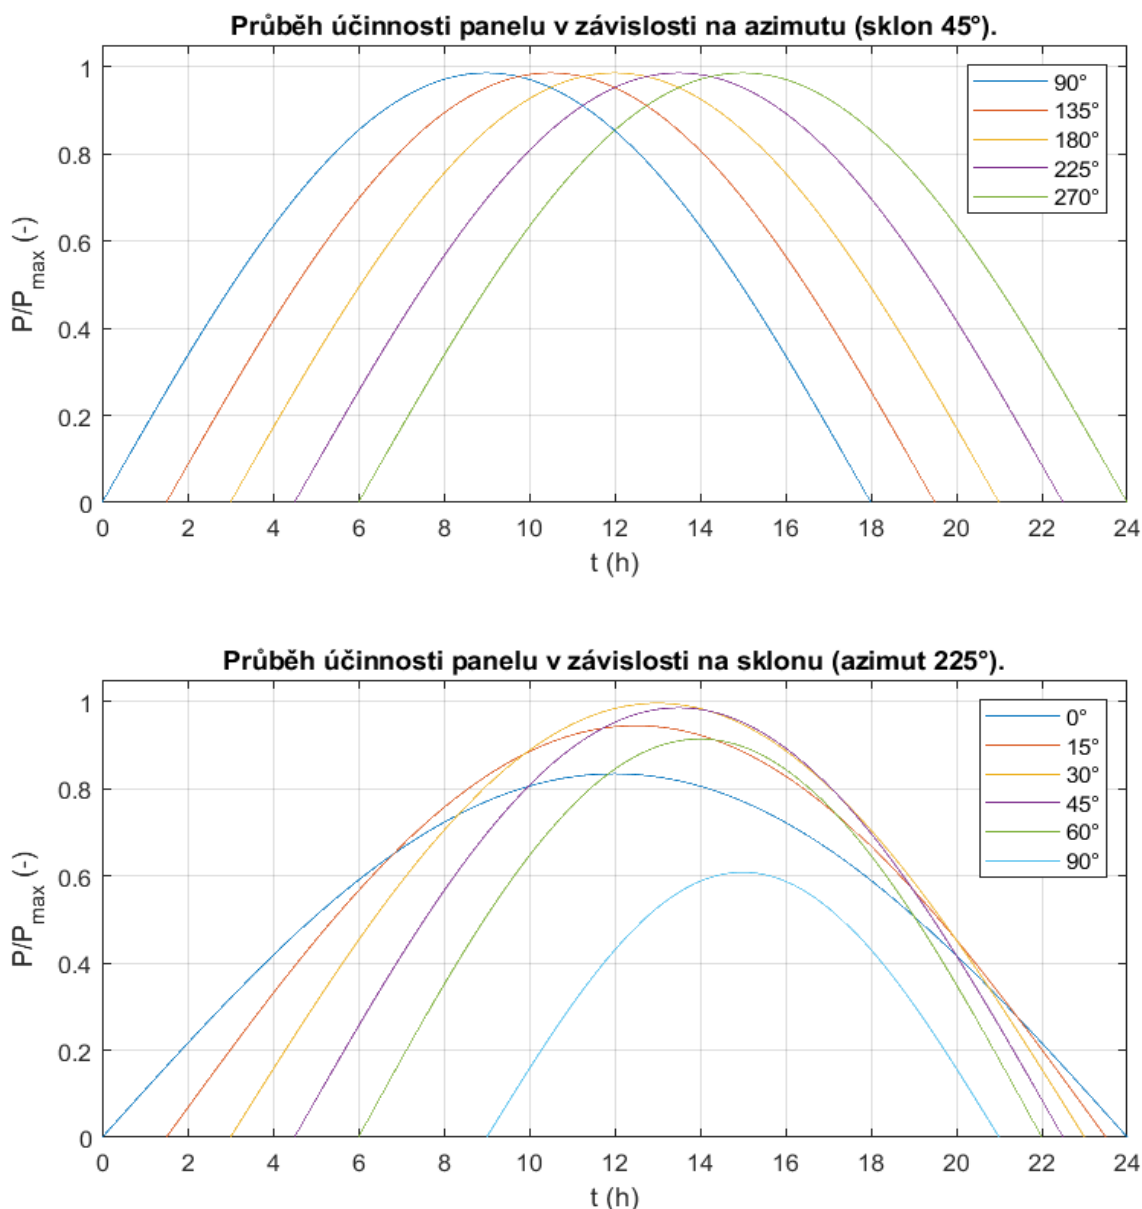 Průběh účinnosti panelu v závislosti na azimutu (sklon 45°).
1
0.8
0.6
0.4
0.2
0
P/Pmax (-)
90°
135°
180°
225°
270°
0 2 4 6 8 10 12 14 16 18 20 22 24
t (h)
Průběh účinnosti panelu v závislosti na sklonu (azimut 225°).
1
0.8
0.6
0.4
0.2
0
P/Pmax (-)
0°
15°
30°
45°
60°
90°
0 2 4 6 8 10 12 14 16 18 20 22 24
t (h)